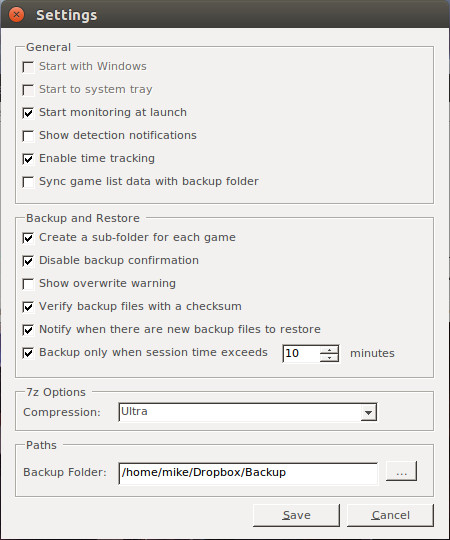 Settings
General
Start with Windows
Start to system tray
Start monitoring at launch
Show detection notifications
Enable time tracking
Sync game list data with backup folder
Backup and Restore
Create a sub-folder for each game
Disable backup confirmation
Show overwrite warning
Verify backup files with a checksum
Notify when there are new backup files to restore
Backup only when session time exceeds 10 minutes
7z Options
Compression: Ultra
Paths
Backup Folder: /home/mike/Dropbox/Backup ...
Save Cancel